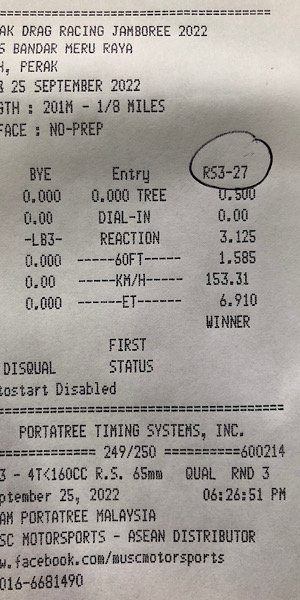 AK DRAG RACING JAMBOREE 2022
S BANDAR MERU RAYA
H, PERAK
& 25 SEPTEMBER 2022
GTH : 201M - 1/8 MILES
FACE : NO-PREP
BYE Entry RS3-27
0.000 0.000 TREE 0.500
0.00 DIAL-IN 0.00
-LB3- REACTION 3.125
0.000 -----60FT----- 1.585
0.00 -----KM/H----- 153.31
0.000 ------ET------ 6.910
WINNER
FIRST
DISQUAL STATUS
tostart Disabled
PORTATREE TIMING SYSTEMS, INC.
============ 249/250 ==========600214
3 - 4T<160CC R.S. 65mm QUAL RND 3
ptember 25, 2022 06:26:51 PM
AM PORTATREE MALAYSIA
SC MOTORSPORTS - ASEAN DISTRIBUTOR
w.facebook.com/muscmotorsports
016-6681490